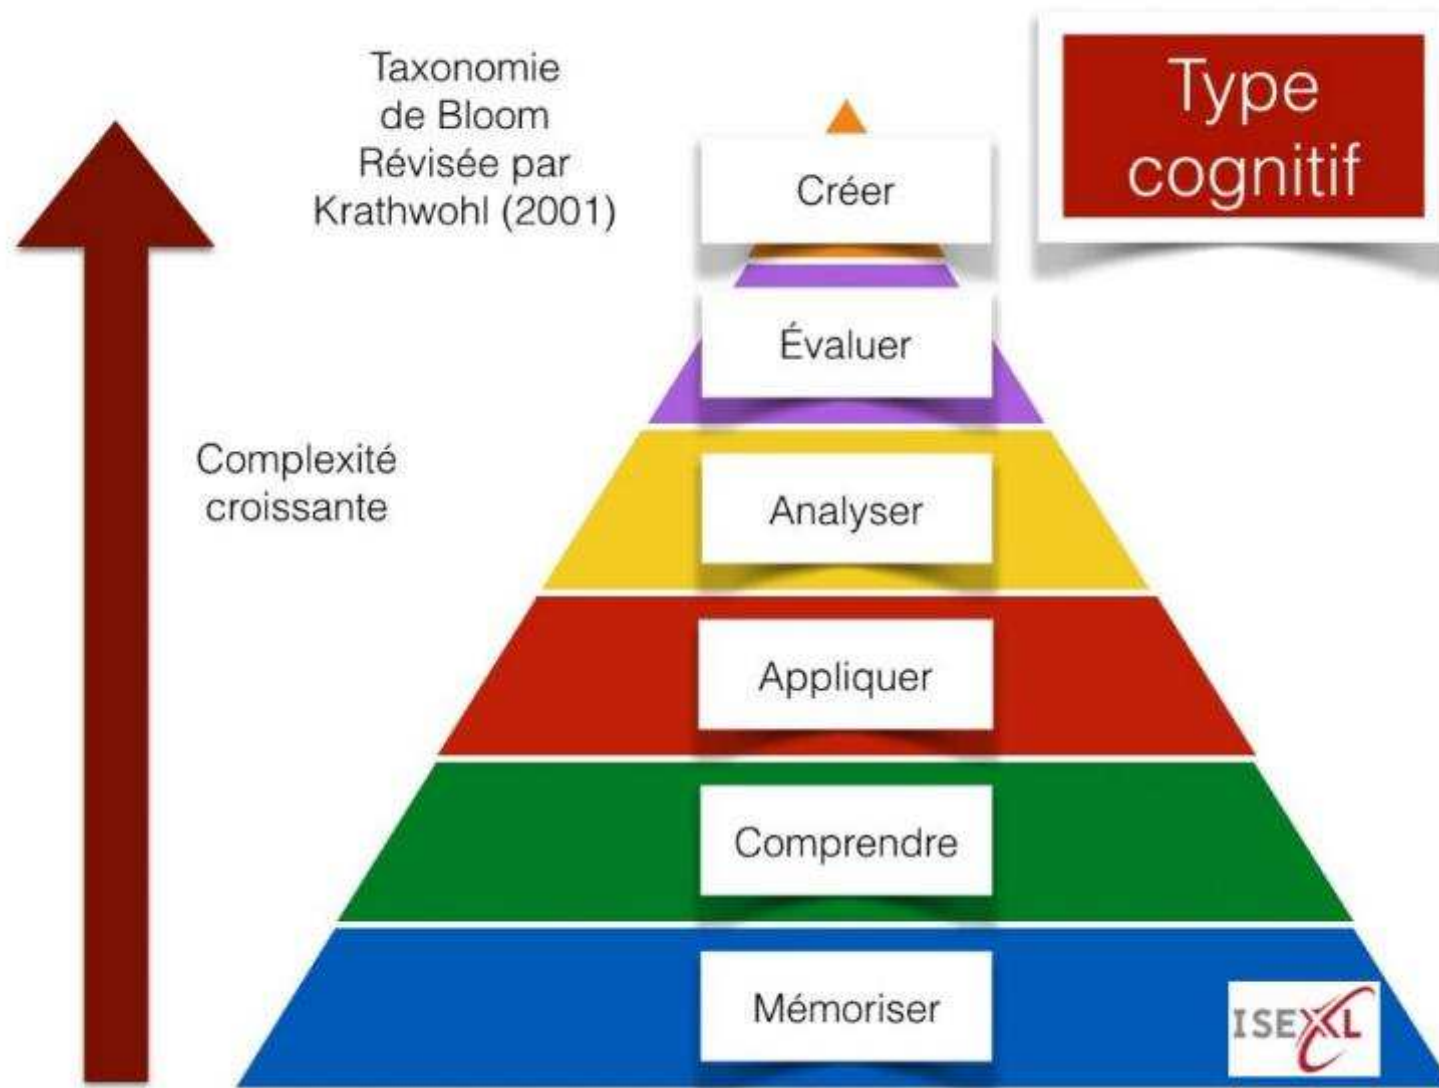 Taxonomie
de Bloom
Révisée par
Krathwohl (2001)
Type
cognitif
Créer
Évaluer
Complexité
croissante
Analyser
Appliquer
Comprendre
Mémoriser
ISEXL